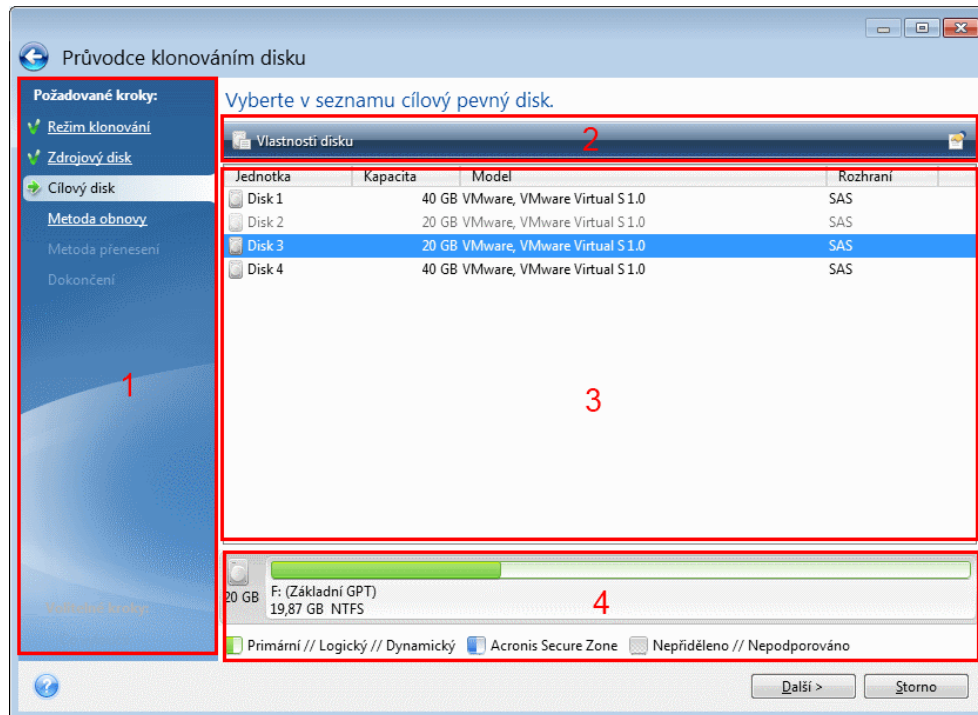 Průvodce klonováním disku
Požadované kroky:
Režim klonování
Zdrojový disk
Cílový disk
Metoda obnovy
Metoda přenesení
Dokončení
1
Vyberte v seznamu cílový pevný disk.
Vlastnosti disku
2
Jednotka Kapacita Model Rozhraní
Disk 1 40 GB VMware, VMware Virtual S 1.0 SAS
Disk 2 20 GB VMware, VMware Virtual S 1.0 SAS
Disk 3 20 GB VMware, VMware Virtual S 1.0 SAS
Disk 4 40 GB VMware, VMware Virtual S 1.0 SAS
3
20 GB
F: (Základní GPT)
19,87 GB NTFS
4
Primární // Logický // Dynamický Acronis Secure Zone Nepřiděleno // Nepodporováno
Další > Storno